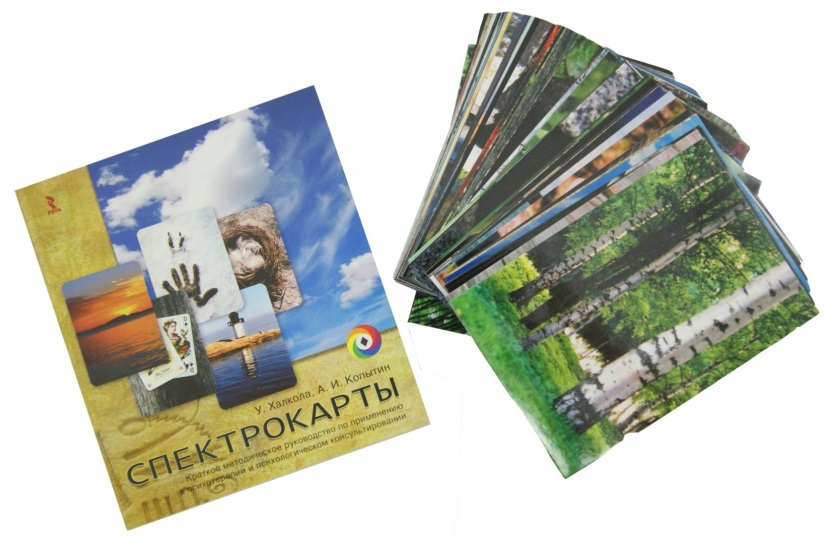 У. Халкола, А. И. Копытин
СПЕКТРОКАРТЫ
Краткое методическое руководство по применению
в психотерапии и психологическом консультировании